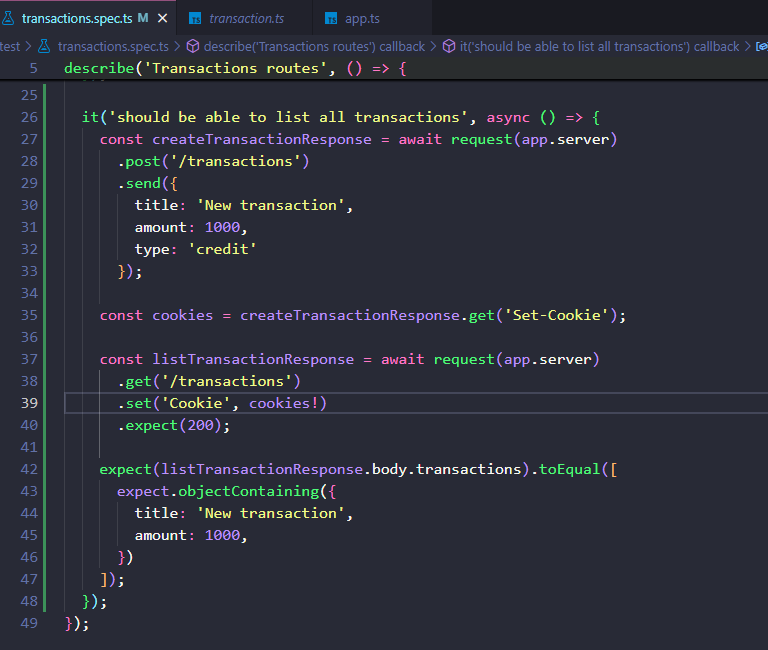 transactions.spec.ts M ✕ TS transaction.ts TS app.ts
test > transactions.spec.ts > describe('Transactions routes') callback > it('should be able to list all transactions') callback >
5 describe('Transactions routes', () => {
25
26 it('should be able to list all transactions', async () => {
27 const createTransactionResponse = await request(app.server)
28 .post('/transactions')
29 .send({
30 title: 'New transaction',
31 amount: 1000,
32 type: 'credit'
33 });
34
35 const cookies = createTransactionResponse.get('Set-Cookie');
36
37 const listTransactionResponse = await request(app.server)
38 .get('/transactions')
39 .set('Cookie', cookies!)
40 .expect(200);
41
42 expect(listTransactionResponse.body.transactions).toEqual([
43 expect.objectContaining({
44 title: 'New transaction',
45 amount: 1000,
46 })
47 ]);
48 });
49 });